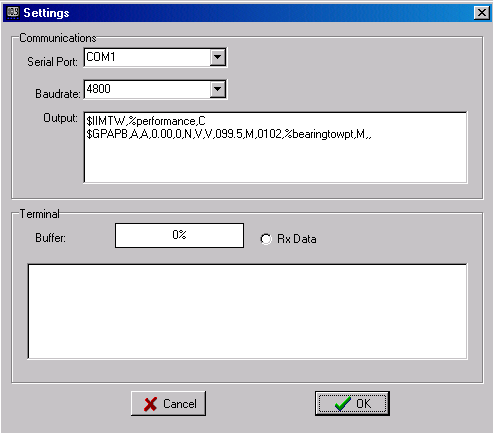 Settings
Communications
Serial Port: COM1
Baudrate: 4800
Output:
$IIMTW,%performance,C
$GPAPB,A,A,0.00,0,N,V,V,099.5,M,0102,%bearingtowpt,M,,
Terminal
Buffer: 0% Rx Data
Cancel OK